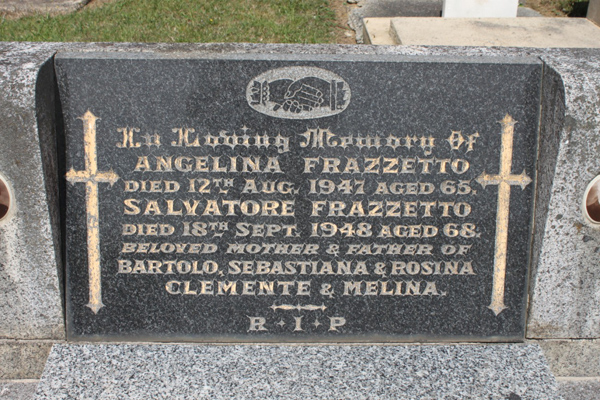 In Loving Memory Of
ANGELINA FRAZZETTO
DIED 12TH AUG. 1947 AGED 65.
SALVATORE FRAZZETTO
DIED 18TH SEPT. 1948 AGED 68.
BELOVED MOTHER & FATHER OF
BARTOLO, SEBASTIANA & ROSINA
CLEMENTE & MELINA.
R • I • P